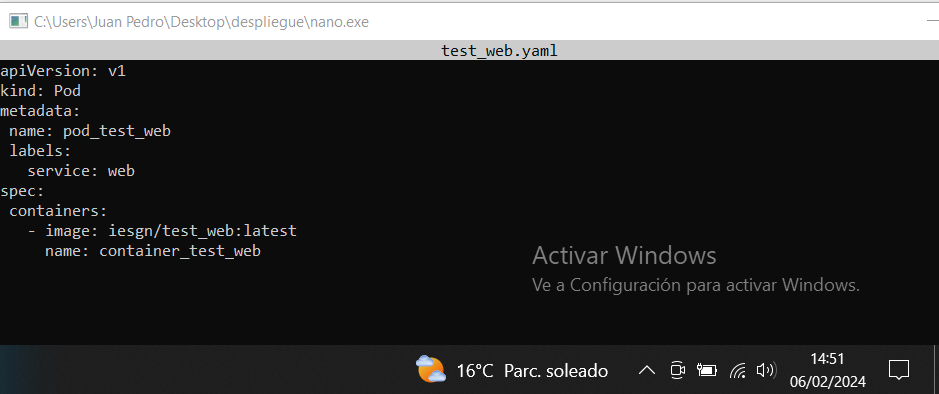 C:\Users\Juan Pedro\Desktop\despliegue\nano.exe
test_web.yaml
apiVersion: v1
kind: Pod
metadata:
 name: pod_test_web
 labels:
   service: web
spec:
 containers:
   - image: iesgn/test_web:latest
     name: container_test_web
Activar Windows
Ve a Configuración para activar Windows.
16°C Parc. soleado
14:51
06/02/2024